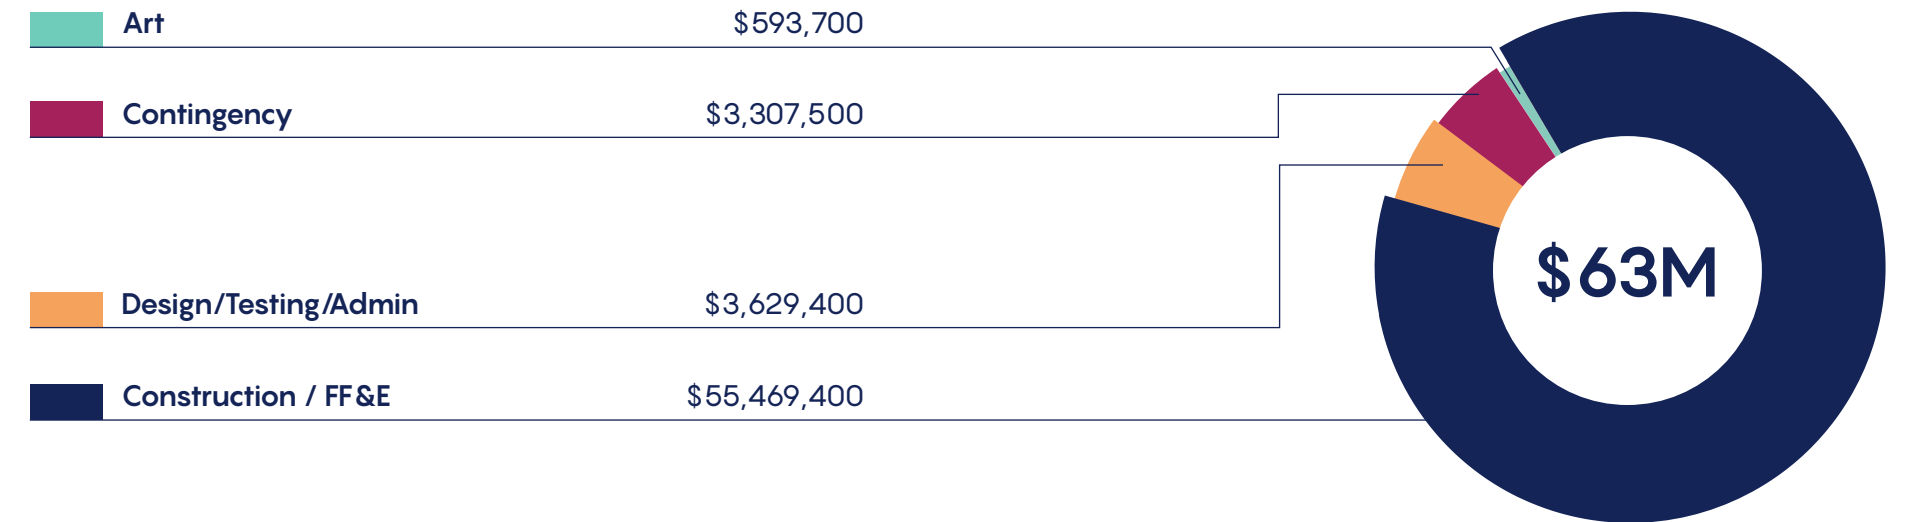 Art $593,700
Contingency $3,307,500
Design/Testing/Admin $3,629,400
Construction / FF&E $55,469,400
$63M